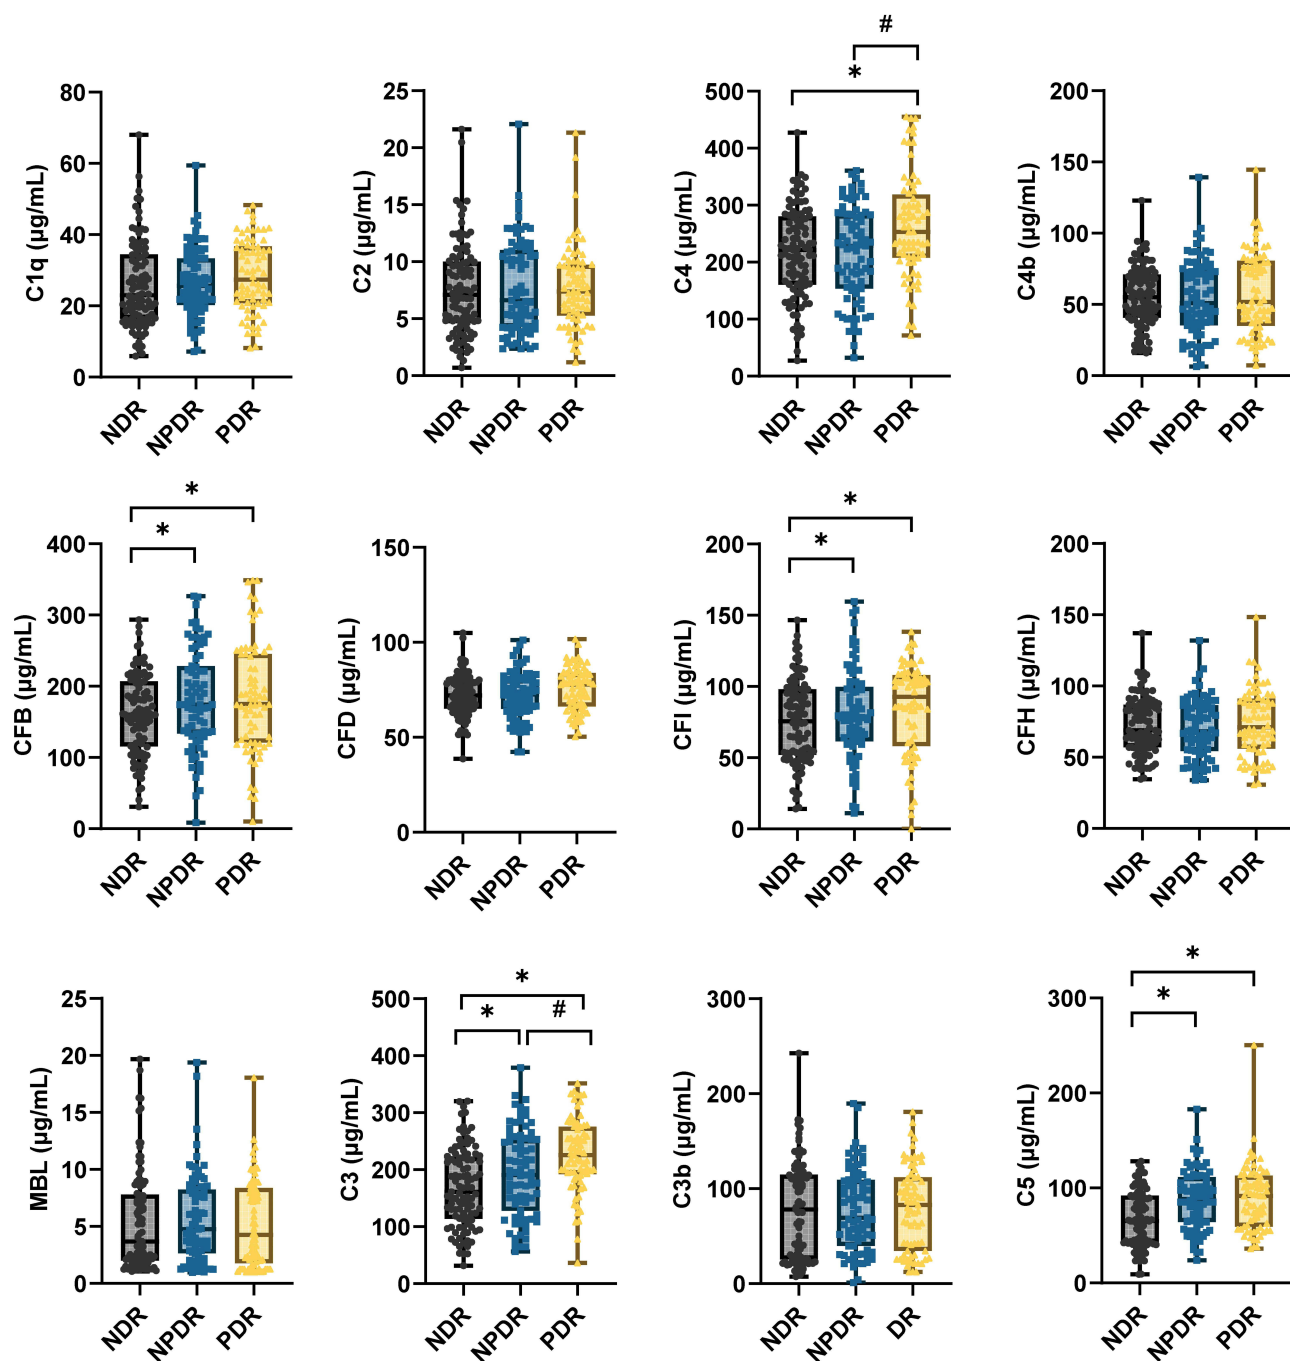 C1q (µg/mL)
80
60
40
20
0
NDR
NPDR
PDR
C2 (µg/mL)
25
20
15
10
5
0
NDR
NPDR
PDR
#
*
C4 (µg/mL)
500
400
300
200
100
0
NDR
NPDR
PDR
C4b (µg/mL)
200
150
100
50
0
NDR
NPDR
PDR
*
*
CFB (µg/mL)
400
300
200
100
0
NDR
NPDR
PDR
CFD (µg/mL)
150
100
50
0
NDR
NPDR
PDR
*
*
CFI (µg/mL)
200
150
100
50
0
NDR
NPDR
PDR
CFH (µg/mL)
200
150
100
50
0
NDR
NPDR
PDR
MBL (µg/mL)
25
20
15
10
5
0
NDR
NPDR
PDR
*
* #
C3 (µg/mL)
500
400
300
200
100
0
NDR
NPDR
PDR
C3b (µg/mL)
300
200
100
0
NDR
NPDR
DR
*
*
C5 (µg/mL)
300
200
100
0
NDR
NPDR
PDR